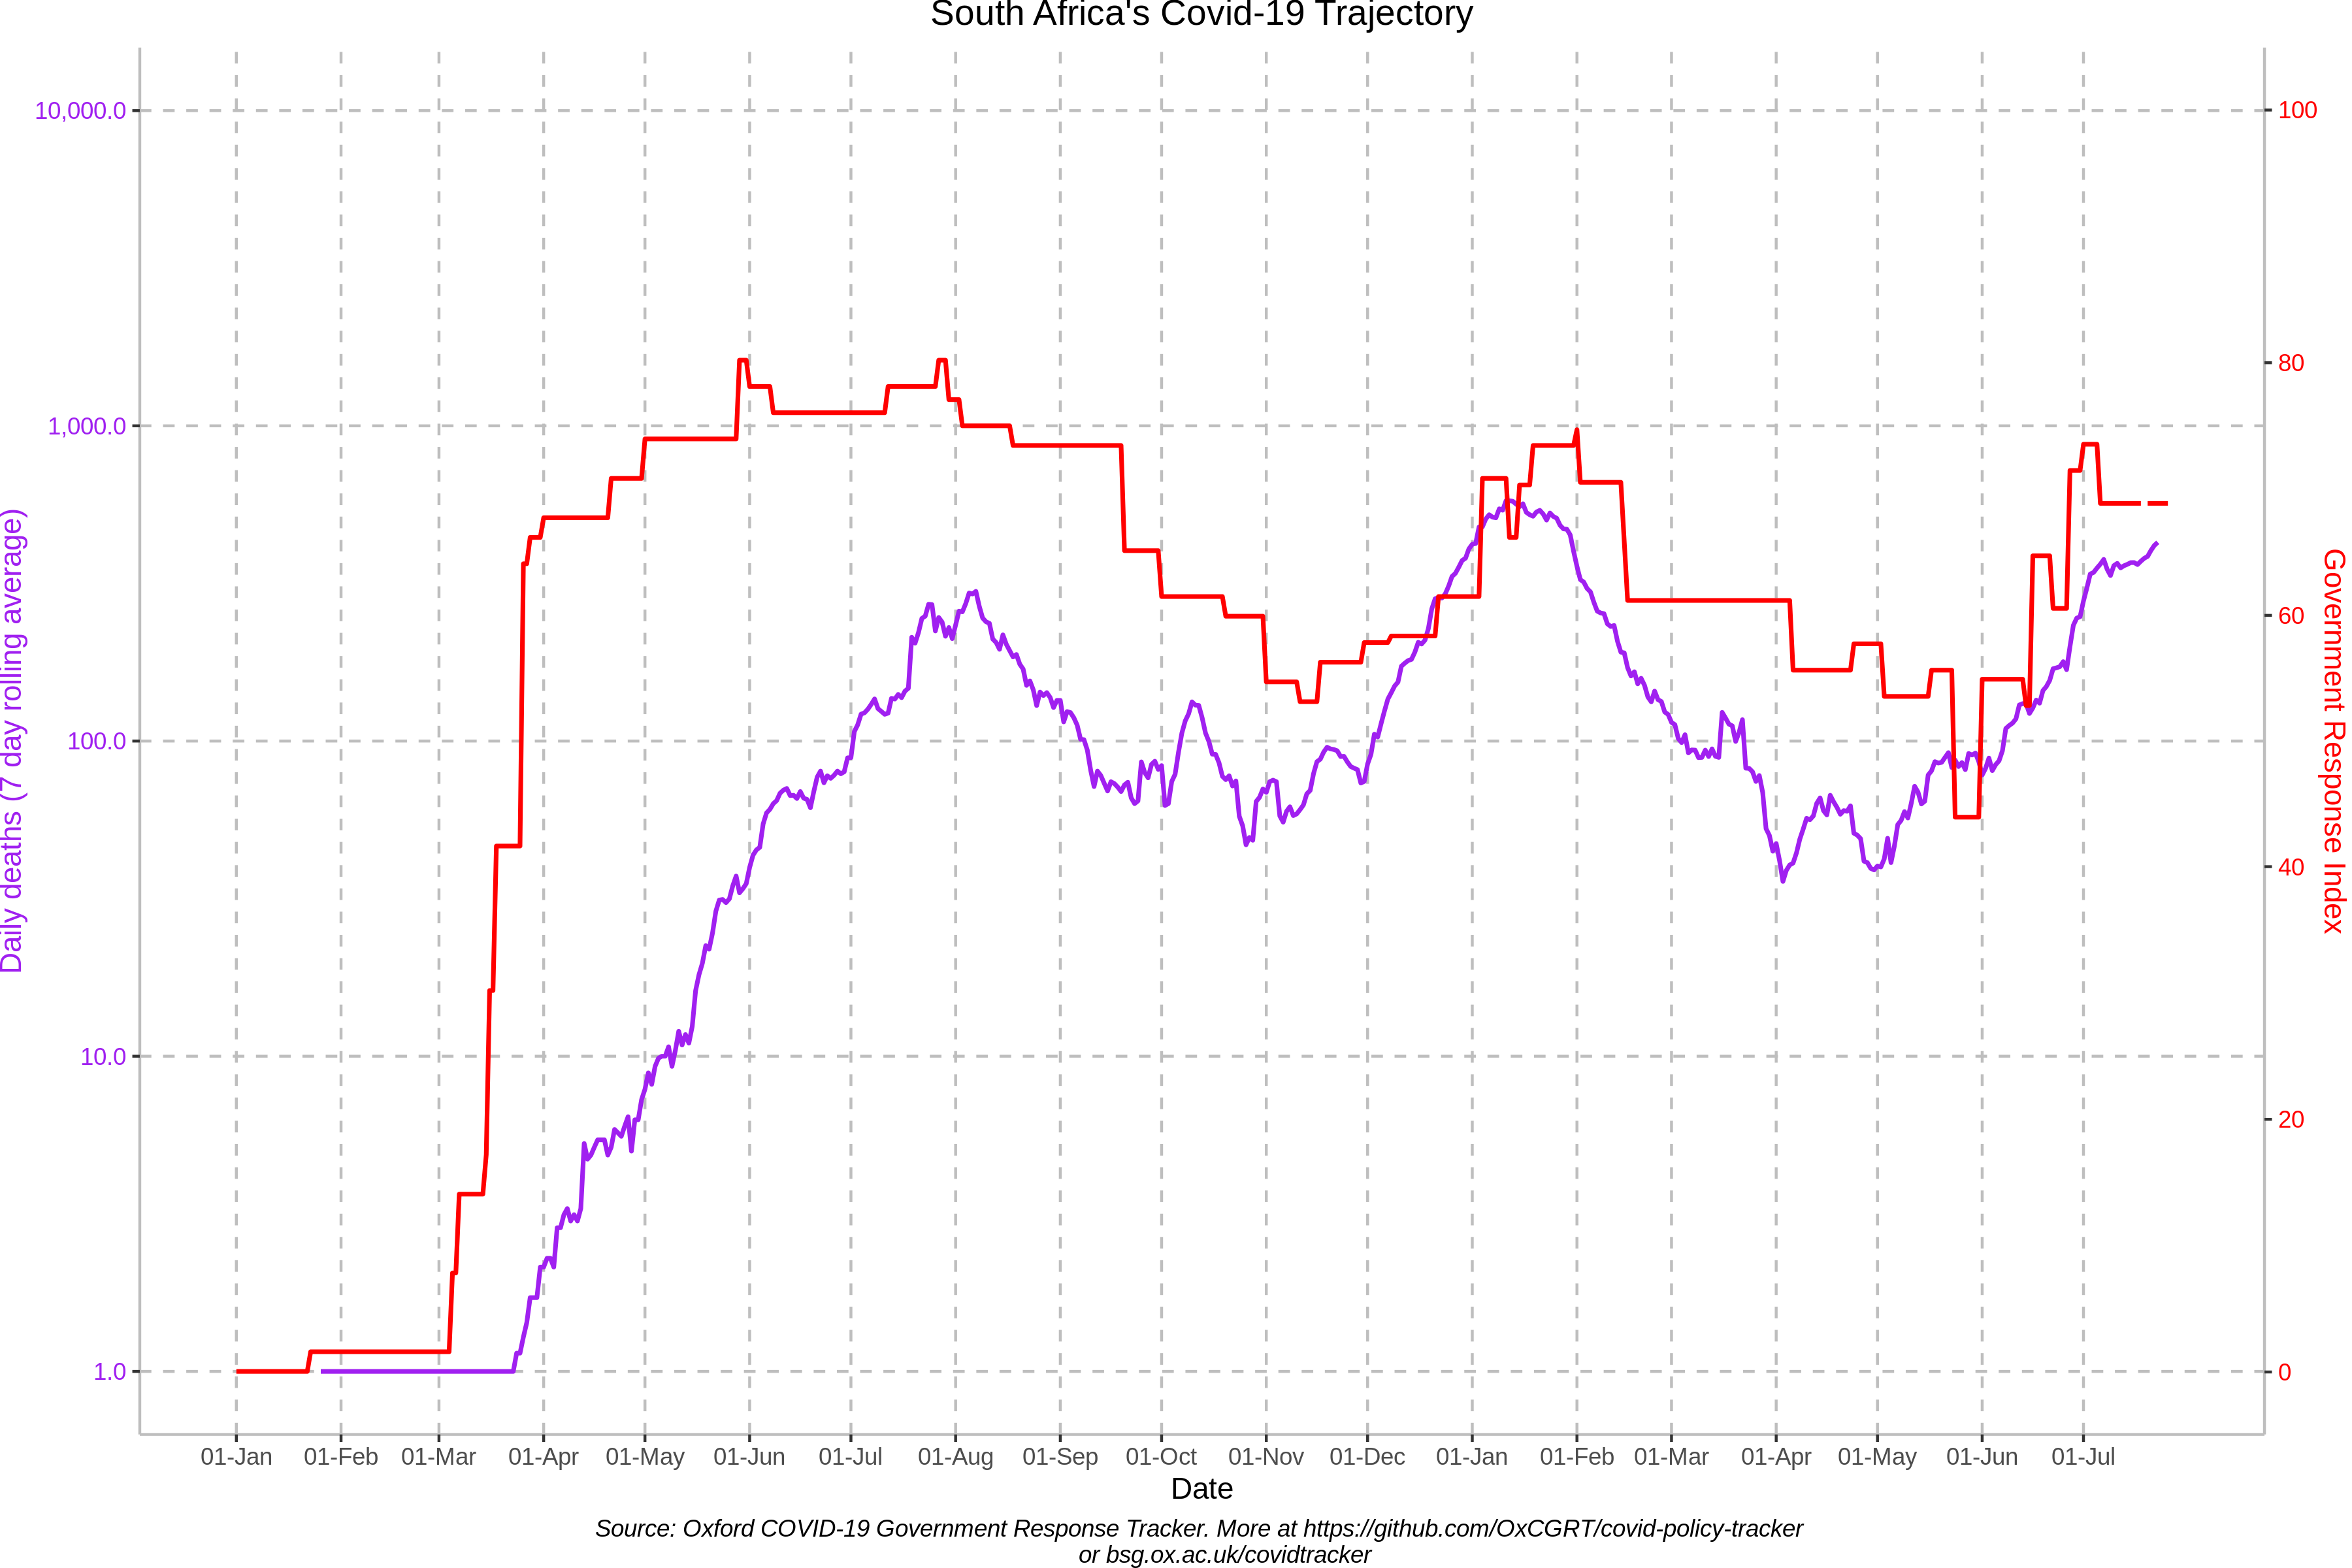 South Africa's Covid-19 Trajectory
10,000.0
1,000.0
100.0
10.0
1.0
Daily deaths (7 day rolling average)
100
80
60
40
20
0
Government Response Index
01-Jan 01-Feb 01-Mar 01-Apr 01-May 01-Jun 01-Jul 01-Aug 01-Sep 01-Oct 01-Nov 01-Dec 01-Jan 01-Feb 01-Mar 01-Apr 01-May 01-Jun 01-Jul
Date
Source: Oxford COVID-19 Government Response Tracker. More at https://github.com/OxCGRT/covid-policy-tracker
or bsg.ox.ac.uk/covidtracker